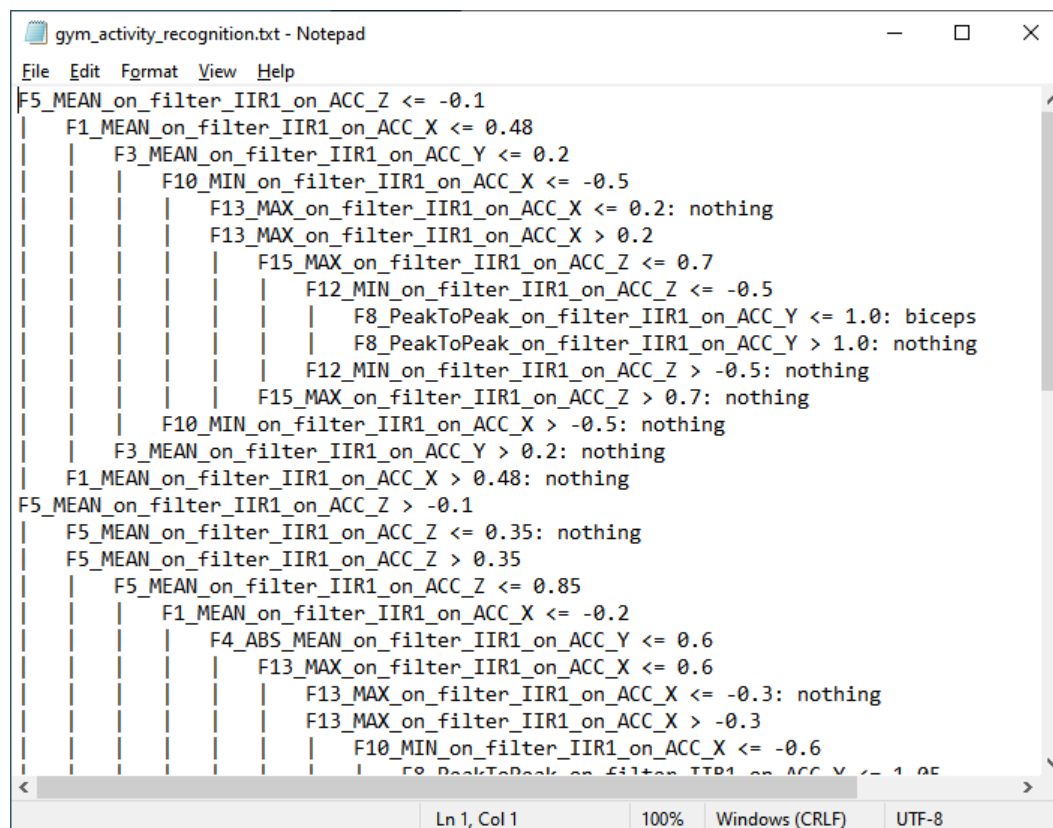 gym_activity_recognition.txt - Notepad
File Edit Format View Help
F5_MEAN_on_filter_IIR1_on_ACC_Z <= -0.1
| F1_MEAN_on_filter_IIR1_on_ACC_X <= 0.48
| | F3_MEAN_on_filter_IIR1_on_ACC_Y <= 0.2
| | | F10_MIN_on_filter_IIR1_on_ACC_X <= -0.5
| | | | F13_MAX_on_filter_IIR1_on_ACC_X <= 0.2: nothing
| | | | F13_MAX_on_filter_IIR1_on_ACC_X > 0.2
| | | | | F15_MAX_on_filter_IIR1_on_ACC_Z <= 0.7
| | | | | | F12_MIN_on_filter_IIR1_on_ACC_Z <= -0.5
| | | | | | | F8_PeakToPeak_on_filter_IIR1_on_ACC_Y <= 1.0: biceps
| | | | | | | F8_PeakToPeak_on_filter_IIR1_on_ACC_Y > 1.0: nothing
| | | | | | F12_MIN_on_filter_IIR1_on_ACC_Z > -0.5: nothing
| | | | | F15_MAX_on_filter_IIR1_on_ACC_Z > 0.7: nothing
| | | F10_MIN_on_filter_IIR1_on_ACC_X > -0.5: nothing
| | F3_MEAN_on_filter_IIR1_on_ACC_Y > 0.2: nothing
| F1_MEAN_on_filter_IIR1_on_ACC_X > 0.48: nothing
F5_MEAN_on_filter_IIR1_on_ACC_Z > -0.1
| F5_MEAN_on_filter_IIR1_on_ACC_Z <= 0.35: nothing
| F5_MEAN_on_filter_IIR1_on_ACC_Z > 0.35
| | F5_MEAN_on_filter_IIR1_on_ACC_Z <= 0.85
| | | F1_MEAN_on_filter_IIR1_on_ACC_X <= -0.2
| | | | F4_ABS_MEAN_on_filter_IIR1_on_ACC_Y <= 0.6
| | | | | F13_MAX_on_filter_IIR1_on_ACC_X <= 0.6
| | | | | | F13_MAX_on_filter_IIR1_on_ACC_X <= -0.3: nothing
| | | | | | F13_MAX_on_filter_IIR1_on_ACC_X > -0.3
| | | | | | | F10_MIN_on_filter_IIR1_on_ACC_X <= -0.6
| | | | | | | | F8_PeakToPeak_on_filter_IIR1_on_ACC_Y <= 1.05
Ln 1, Col 1 100% Windows (CRLF) UTF-8